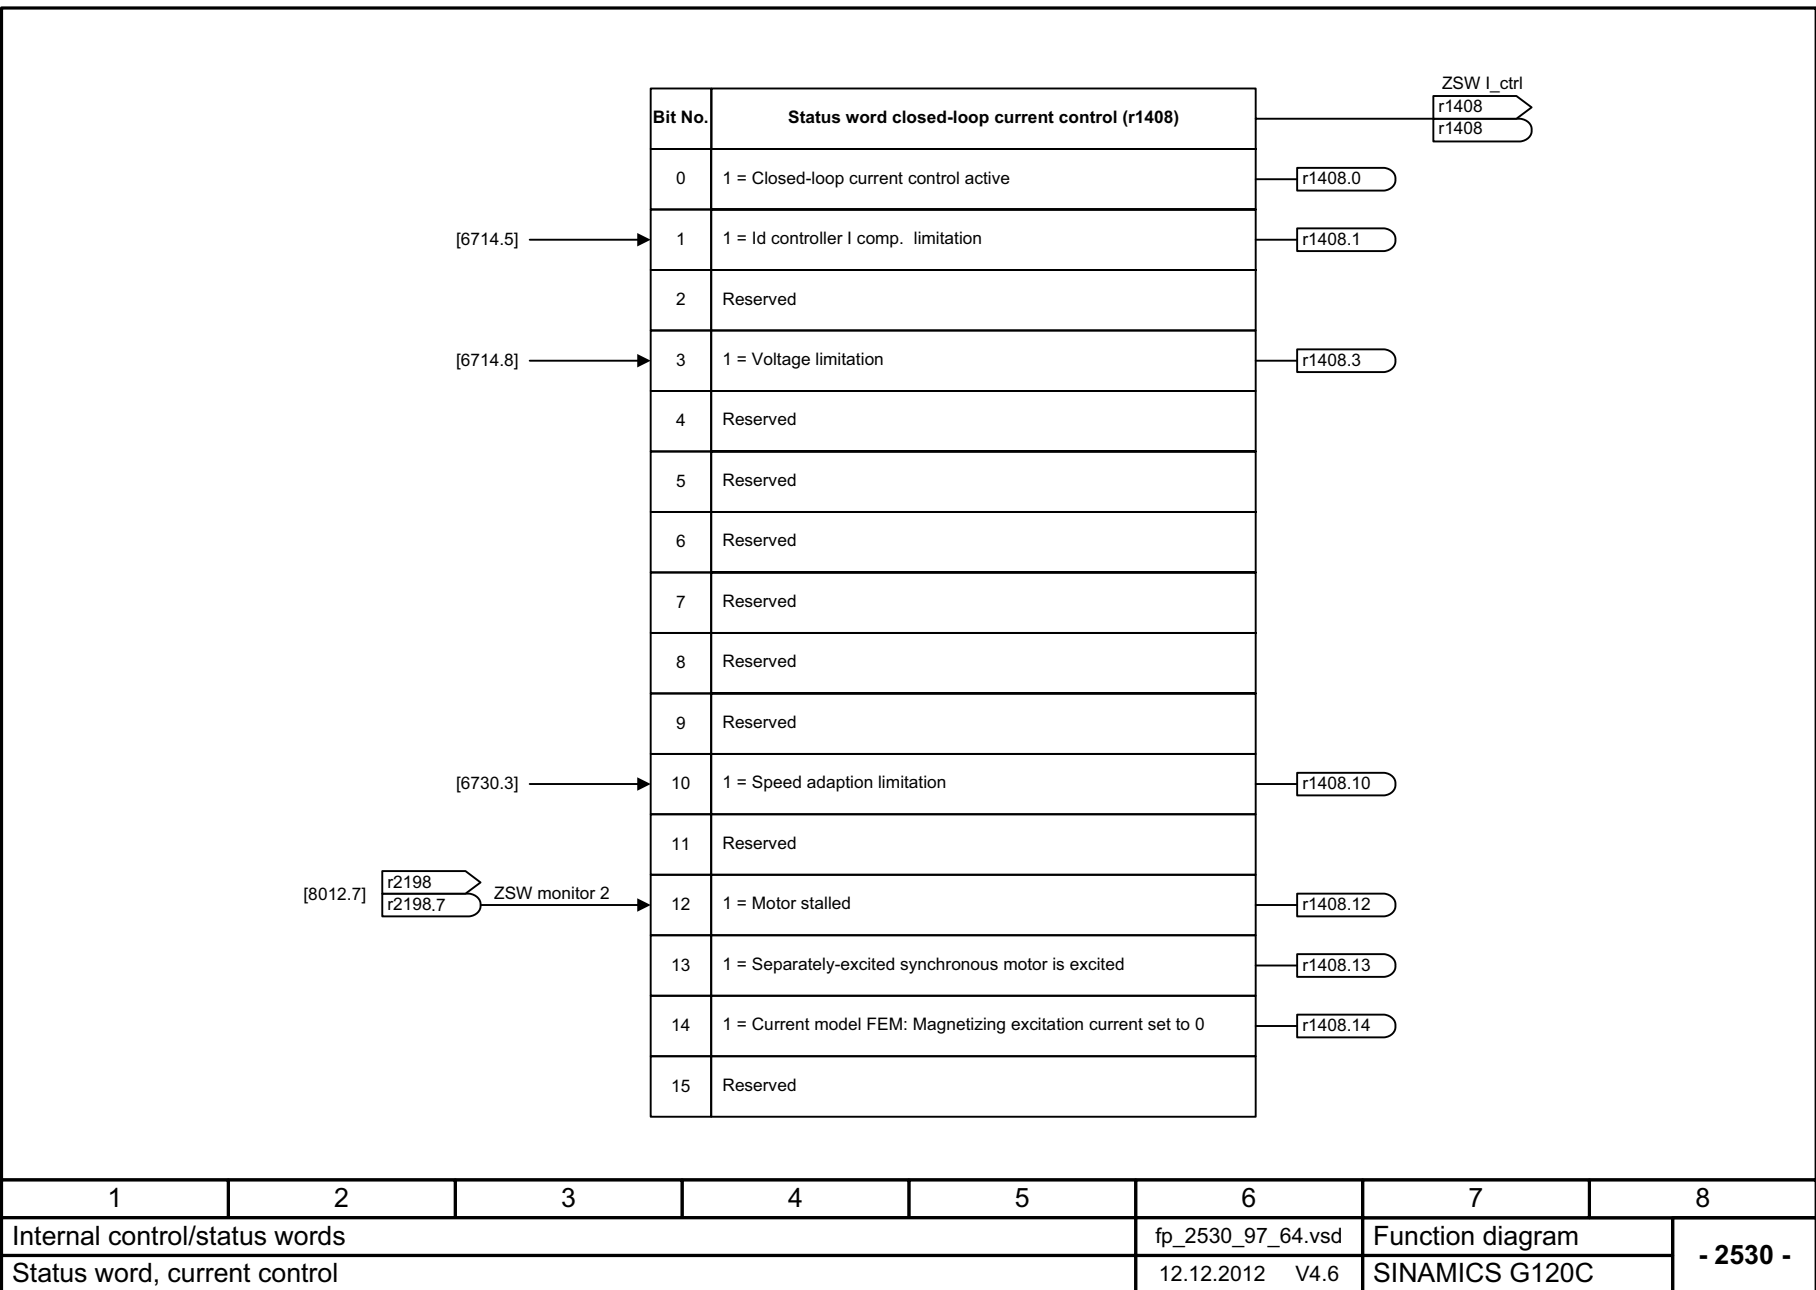 ZSW I_ctrl
Bit No. Status word closed-loop current control (r1408) r1408
r1408
0 1 = Closed-loop current control active r1408.0
[6714.5] 1 1 = Id controller I comp. limitation r1408.1
2 Reserved
[6714.8] 3 1 = Voltage limitation r1408.3
4 Reserved
5 Reserved
6 Reserved
7 Reserved
8 Reserved
9 Reserved
[6730.3] 10 1 = Speed adaption limitation r1408.10
11 Reserved
r2198
[8012.7] r2198.7 ZSW monitor 2 12 1 = Motor stalled r1408.12
13 1 = Separately-excited synchronous motor is excited r1408.13
14 1 = Current model FEM: Magnetizing excitation current set to 0 r1408.14
15 Reserved
1 2 3 4 5 6 7 8
Internal control/status words fp_2530_97_64.vsd Function diagram
- 2530 -
Status word, current control 12.12.2012 V4.6 SINAMICS G120C